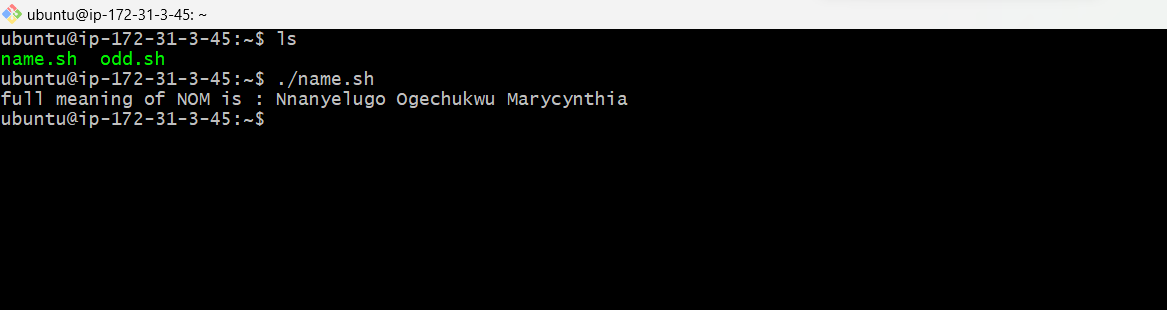 ubuntu@ip-172-31-3-45: ~
ubuntu@ip-172-31-3-45:~$ ls
name.sh  odd.sh
ubuntu@ip-172-31-3-45:~$ ./name.sh
full meaning of NOM is : Nnanyelugo Ogechukwu Marycynthia
ubuntu@ip-172-31-3-45:~$